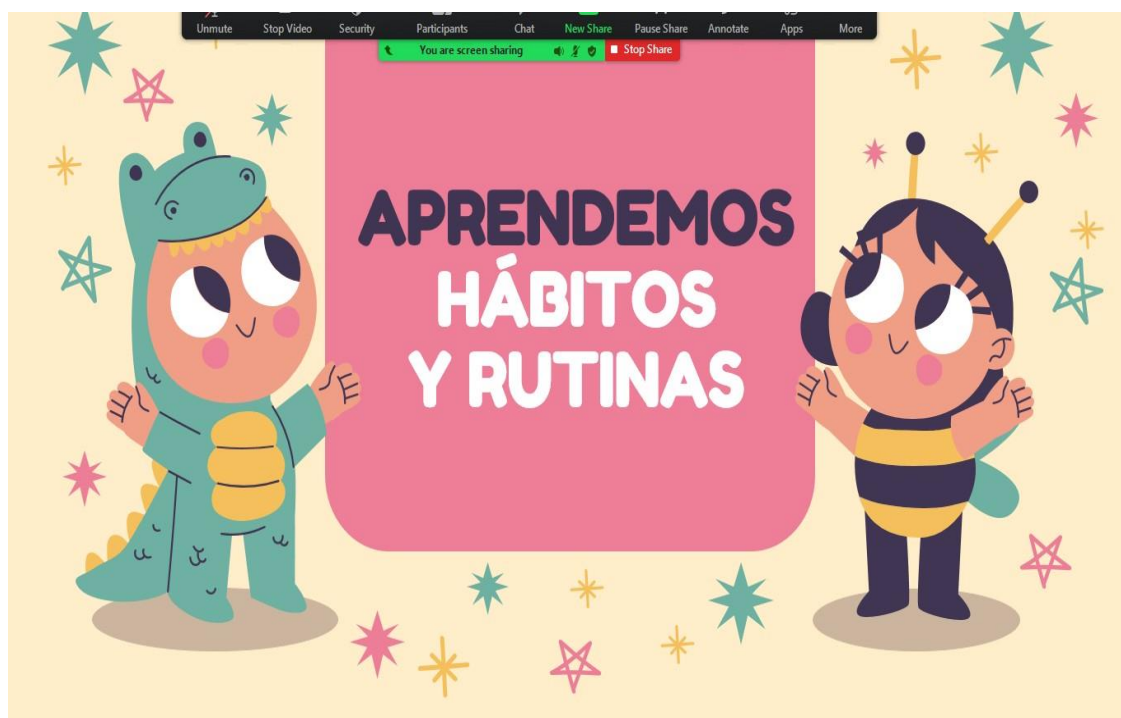 Unmute Stop Video Security Participants Chat New Share Pause Share Annotate Apps More
You are screen sharing Stop Share
APRENDEMOS
HÁBITOS
Y RUTINAS